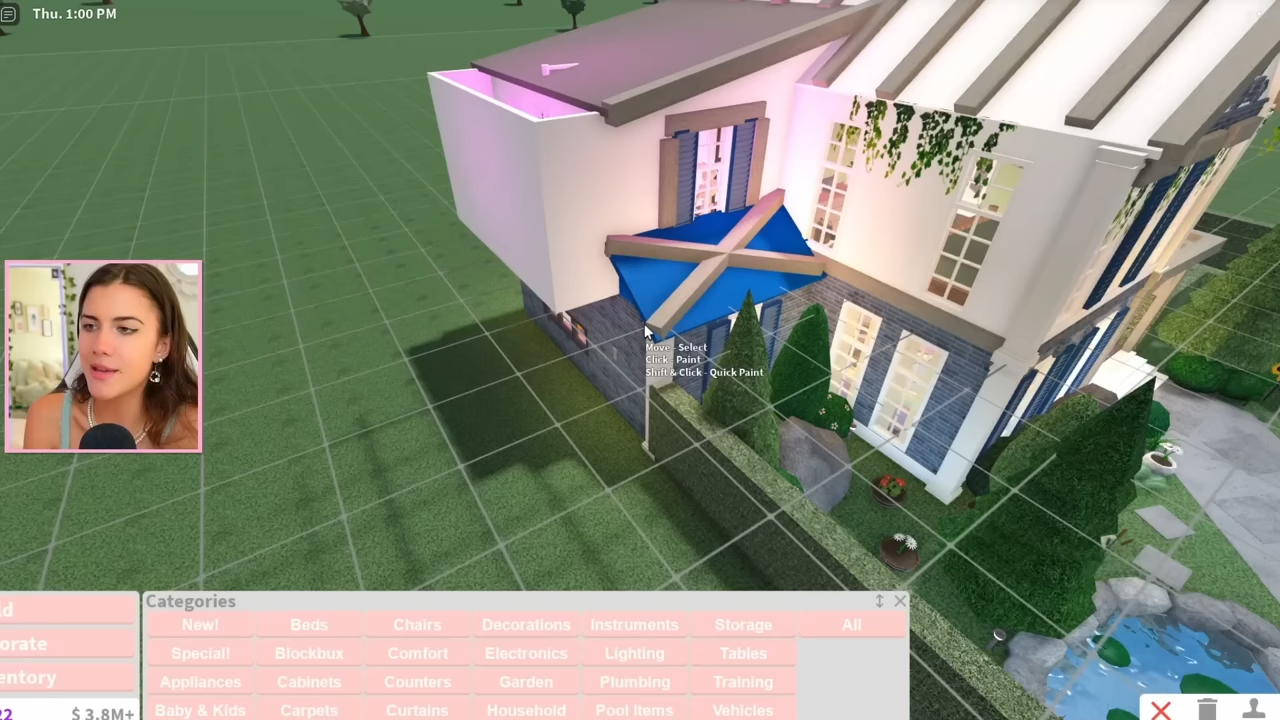 Thu. 1:00 PM
Move - Select
Click - Paint
Shift & Click - Quick Paint
Categories
New! Beds Chairs Decorations Instruments Storage All
Special! Blockbux Comfort Electronics Lighting Tables
Appliances Cabinets Counters Garden Plumbing Training
Baby & Kids Carpets Curtains Household Pool Items Vehicles
ld
orate
entory
22 $ 3.8M+